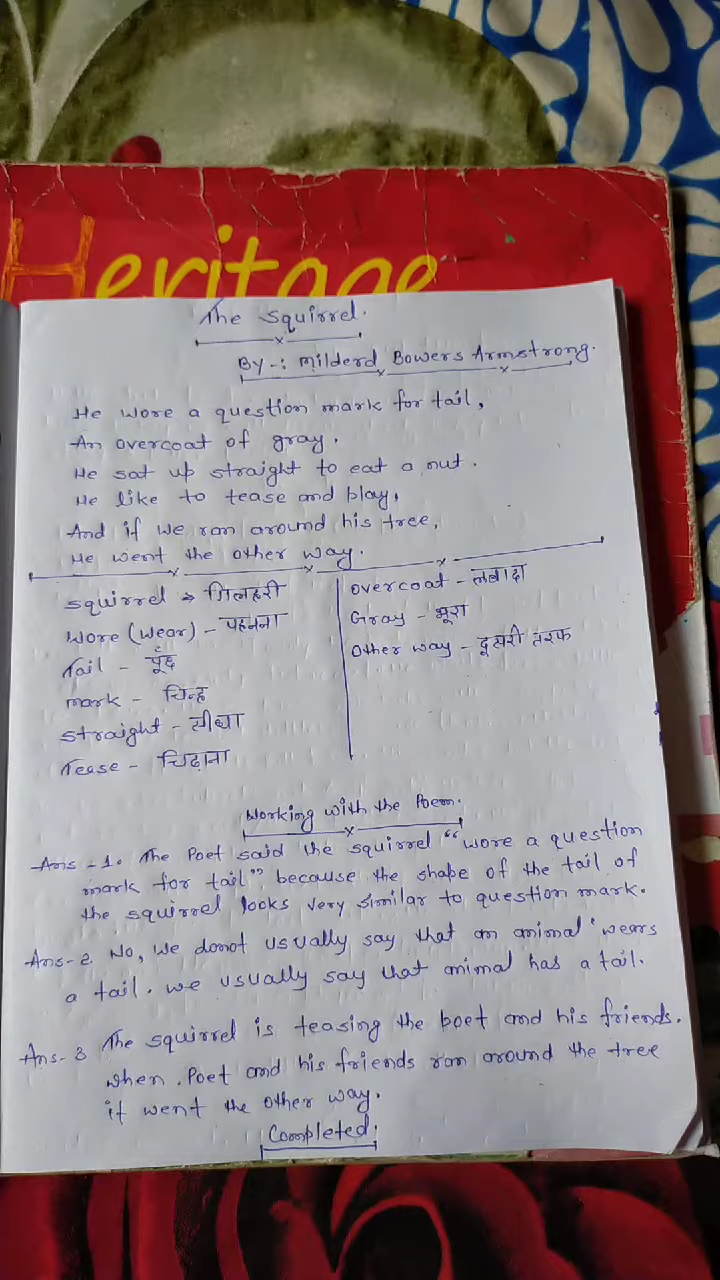 Heritage
The Squirrel.
By -: Milderd Bowers Armstrong.
He wore a question mark for tail,
An overcoat of gray.
He sat up straight to eat a nut.
He like to tease and play,
And if we ran around his tree,
He went the other way.
squirrel → गिलहरी
wore (wear) - पहनना
Tail - पूँछ
mark - चिन्ह
straight - सीधा
Tease - चिढ़ाना
overcoat - लबादा
Gray - भूरा
Other way - दूसरी तरफ
Working with the Poem.
Ans -1. The Poet said the squirrel "wore a question
mark for tail" because the shape of the tail of
the squirrel looks very similar to question mark.
Ans-2 No, we donot usually say that an animal 'wears
a tail. we usually say that animal has a tail.
Ans-3 The squirrel is teasing the poet and his friends.
when Poet and his friends ran around the tree
it went the other way.
Completed.